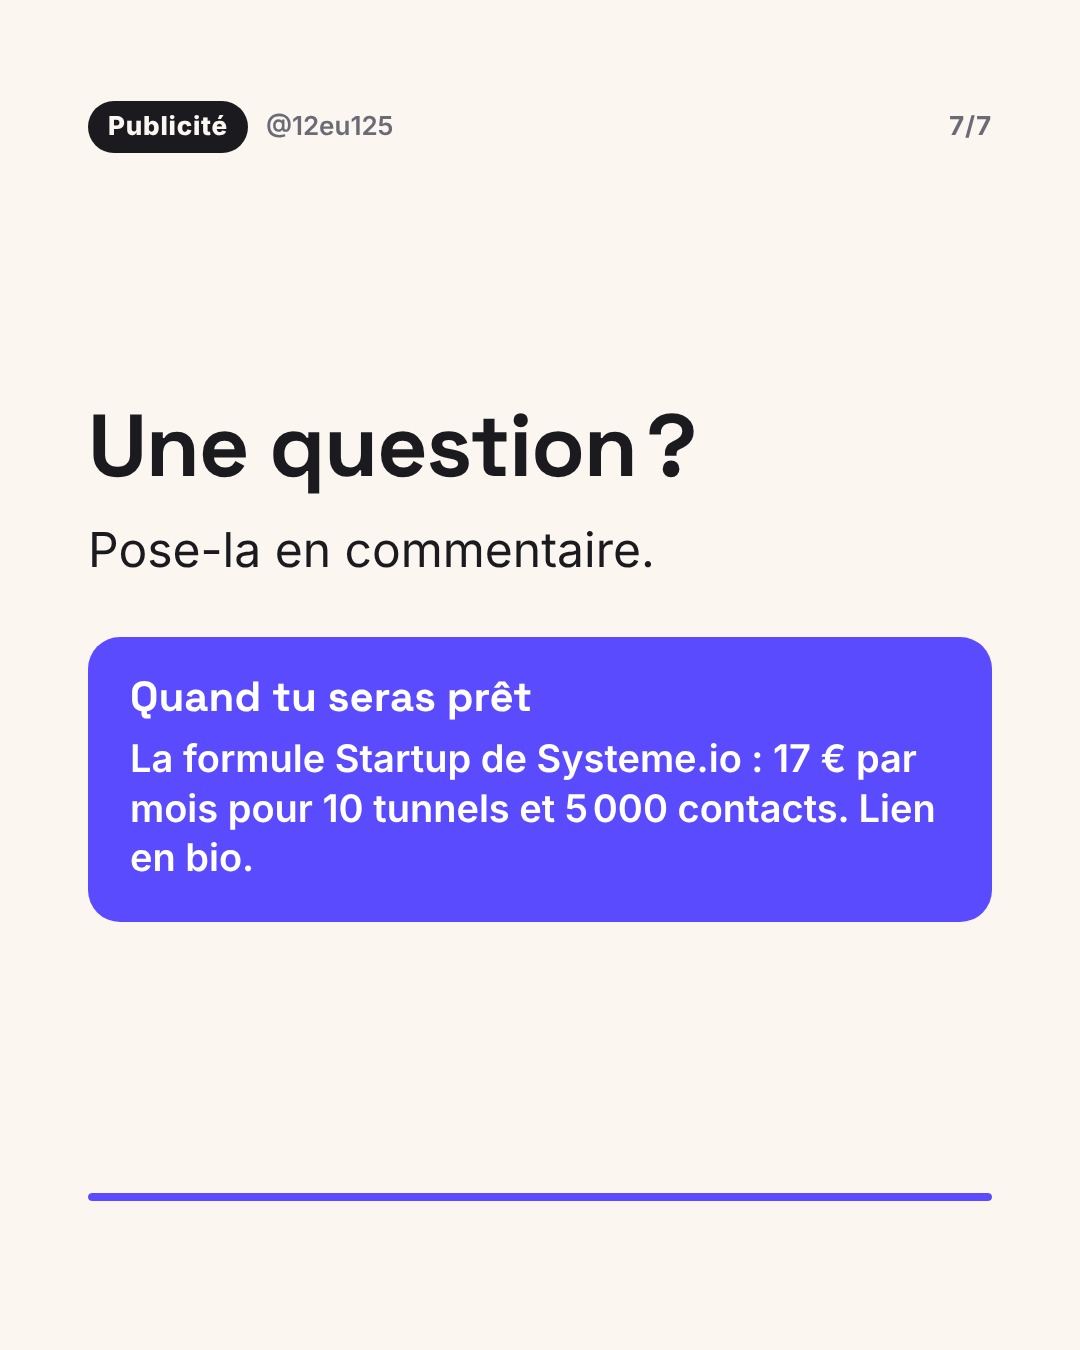 Publicité @12eu125 7/7
Une question ?
Pose-la en commentaire.
Quand tu seras prêt
La formule Startup de Systeme.io : 17 € par
mois pour 10 tunnels et 5 000 contacts. Lien
en bio.